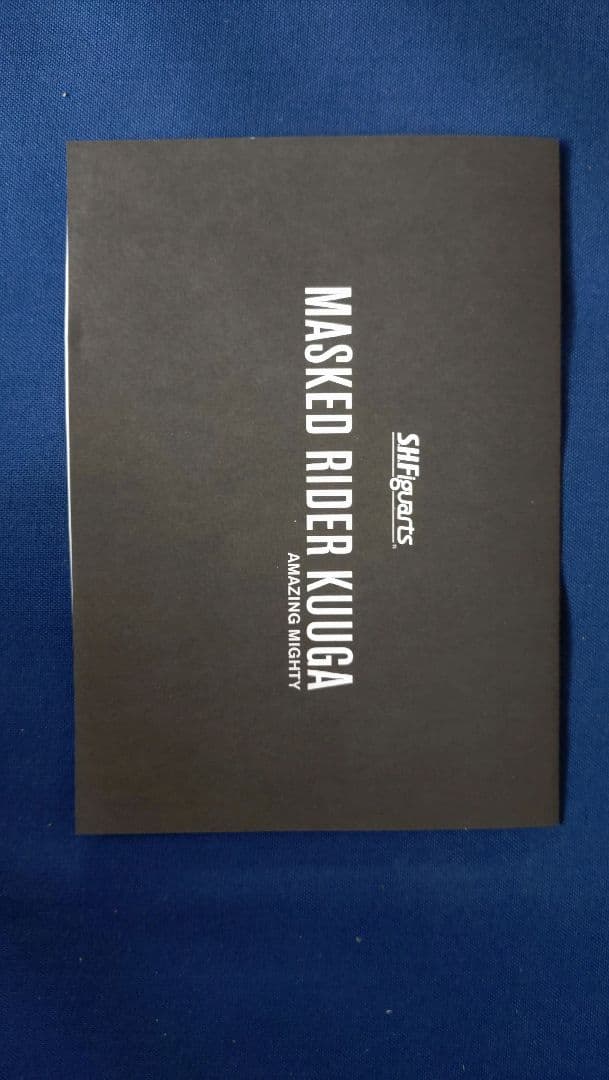 S.H.Figuarts
MASKED RIDER KUUGA
AMAZING MIGHTY